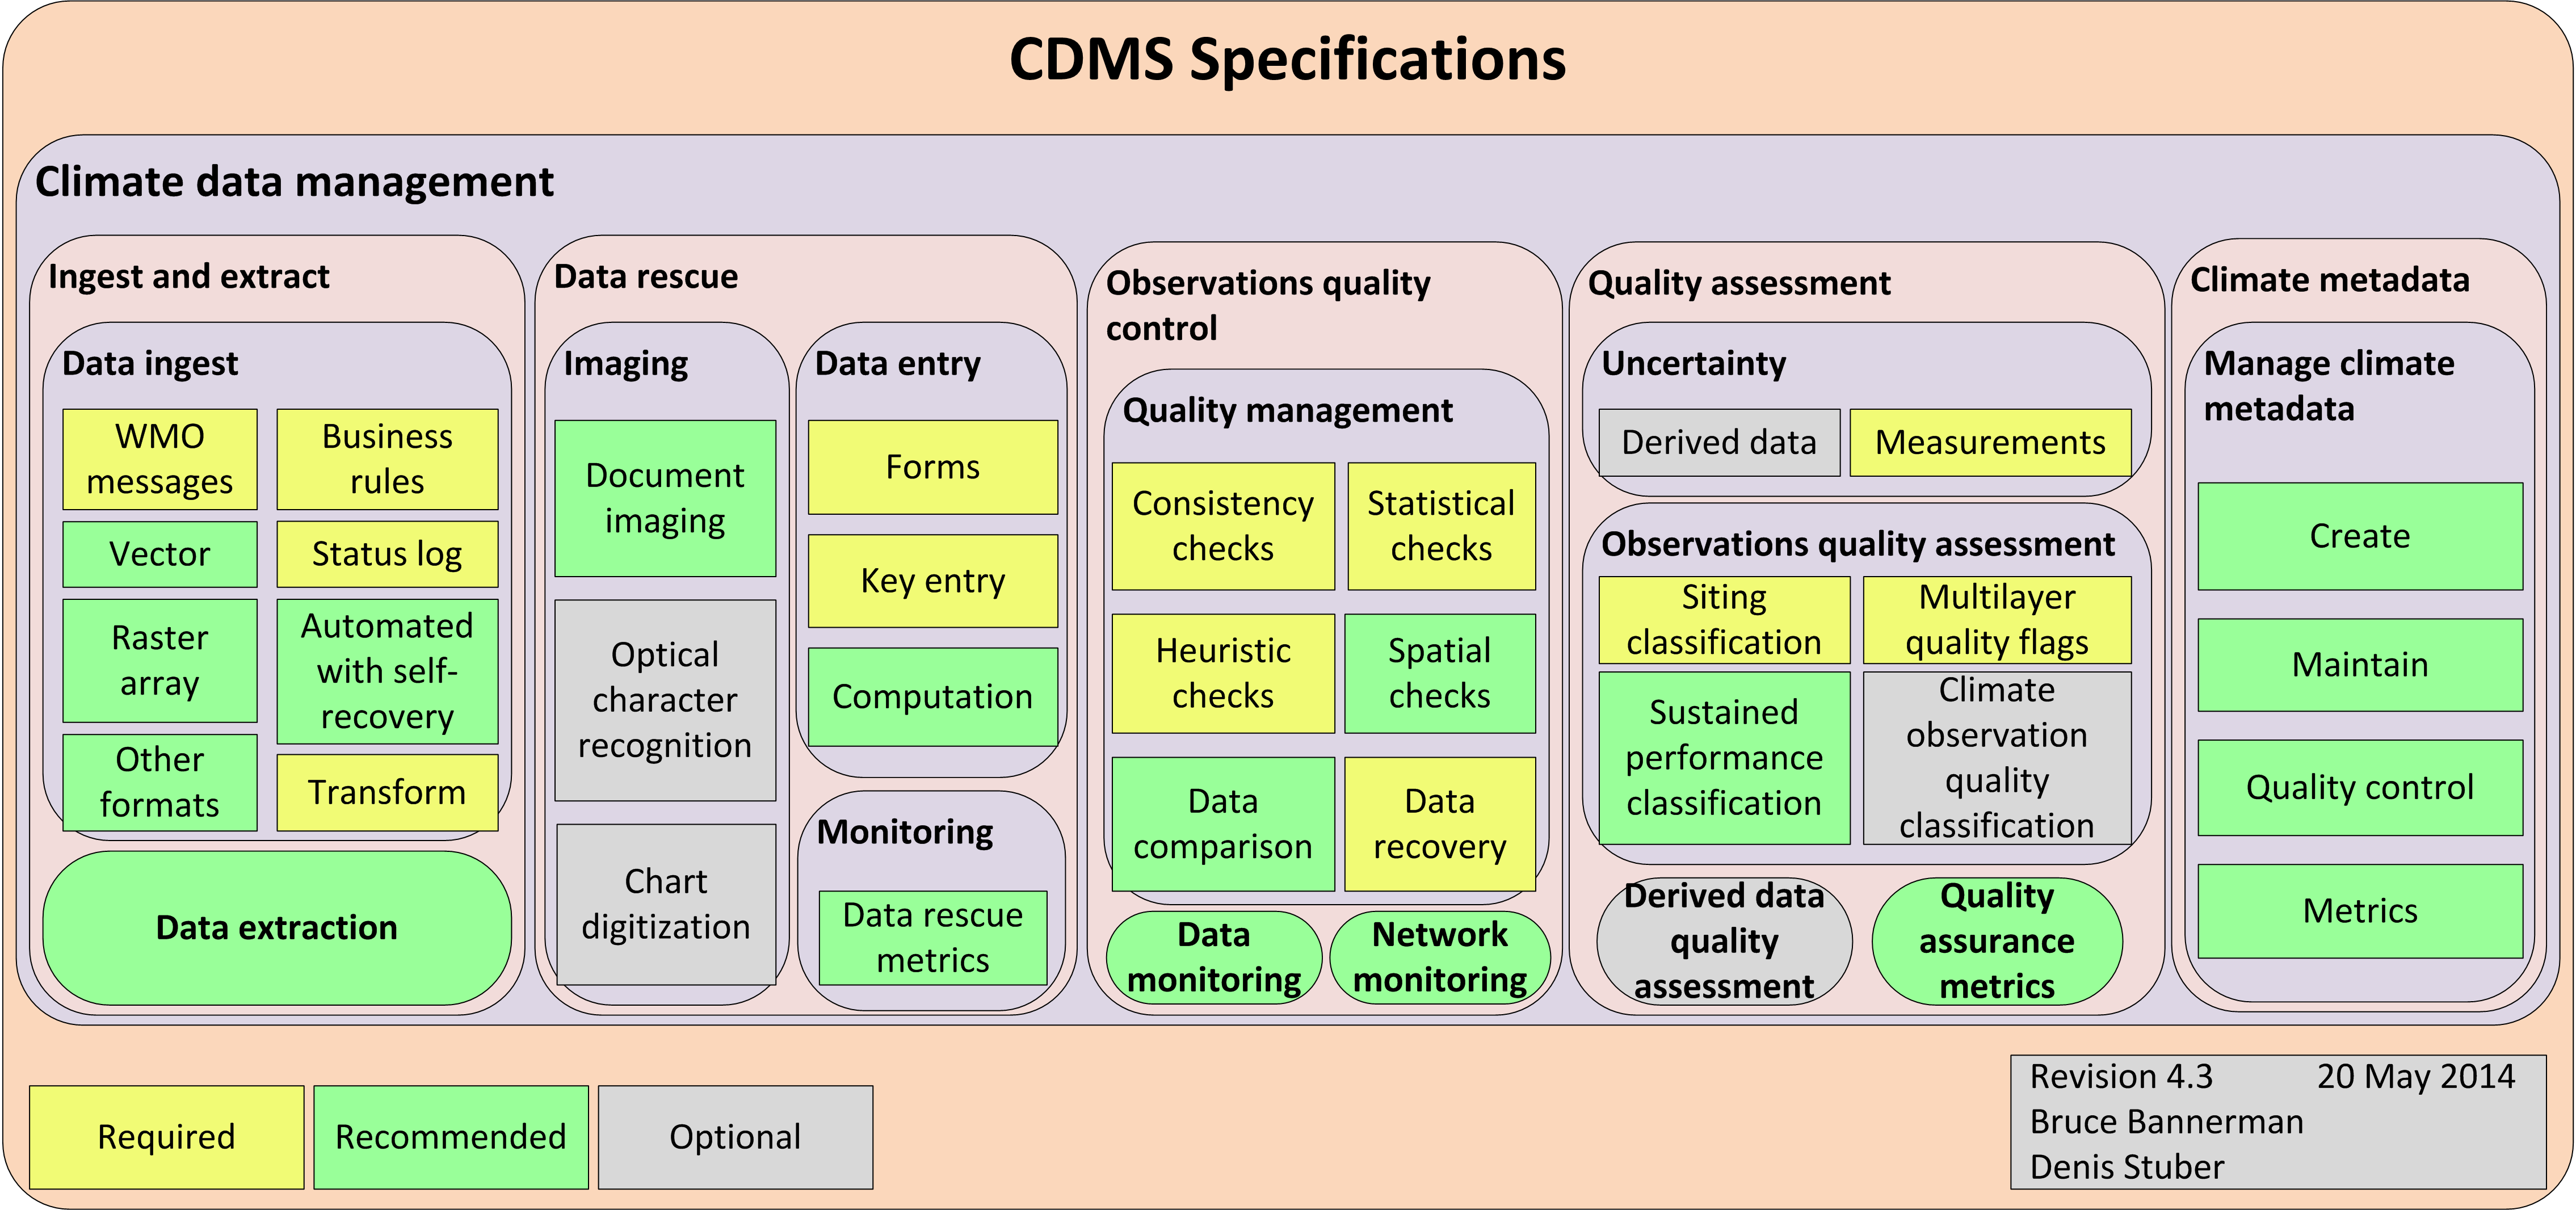 CDMS Specifications
Climate data management
Ingest and extract
Data ingest
WMO
messages
Business
rules
Vector
Status log
Raster
array
Automated
with self-
recovery
Other
formats
Transform
Data extraction
Data rescue
Imaging
Document
imaging
Optical
character
recognition
Chart
digitization
Data entry
Forms
Key entry
Computation
Monitoring
Data rescue
metrics
Observations quality
control
Quality management
Consistency
checks
Statistical
checks
Heuristic
checks
Spatial
checks
Data
comparison
Data
recovery
Data
monitoring
Network
monitoring
Quality assessment
Uncertainty
Derived data
Measurements
Observations quality assessment
Siting
classification
Multilayer
quality flags
Sustained
performance
classification
Climate
observation
quality
classification
Derived data
quality
assessment
Quality
assurance
metrics
Climate metadata
Manage climate
metadata
Create
Maintain
Quality control
Metrics
Required
Recommended
Optional
Revision 4.3 20 May 2014
Bruce Bannerman
Denis Stuber